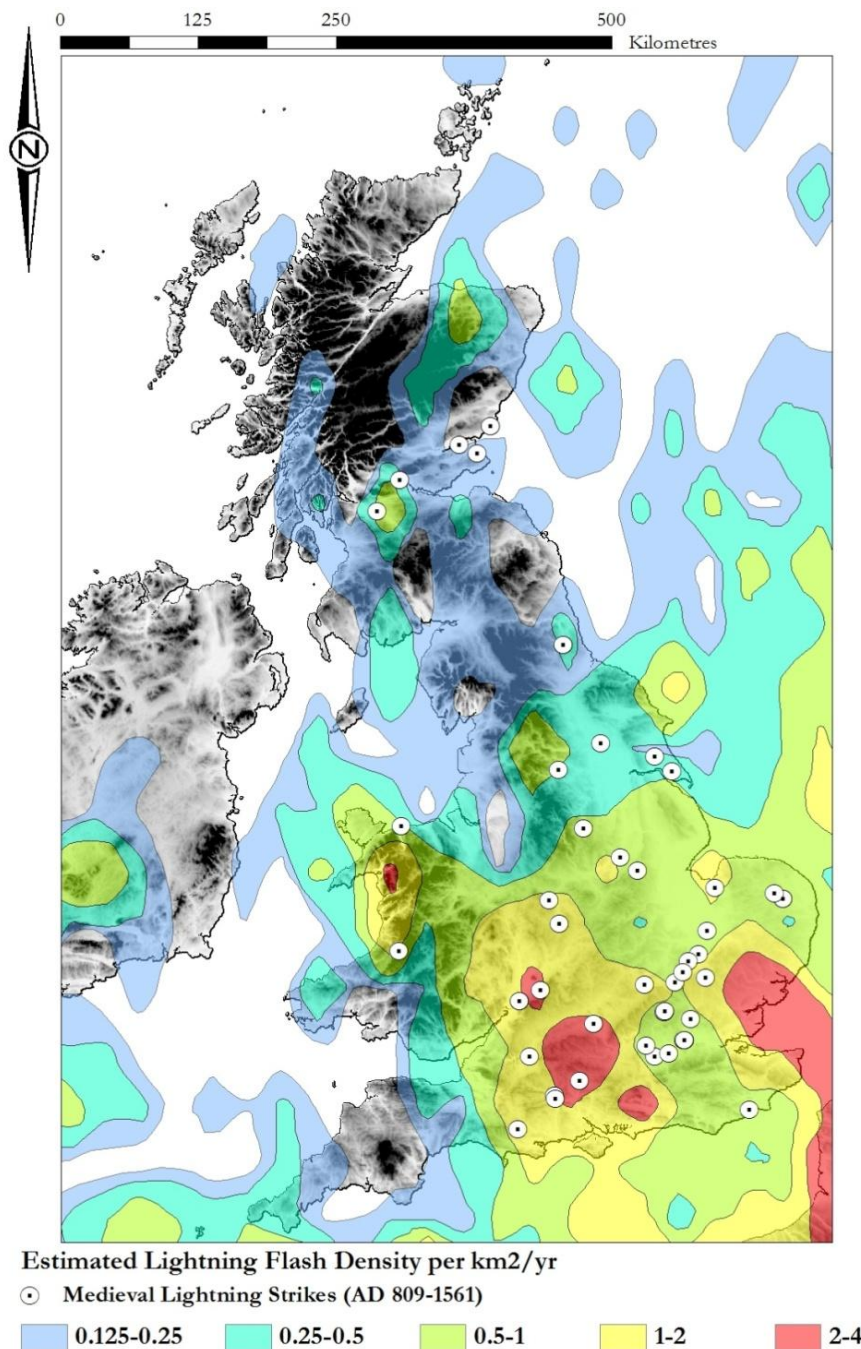 0 125 250 500
Kilometres
N
Estimated Lightning Flash Density per km2/yr
Medieval Lightning Strikes (AD 809-1561)
0.125-0.25 0.25-0.5 0.5-1 1-2 2-4